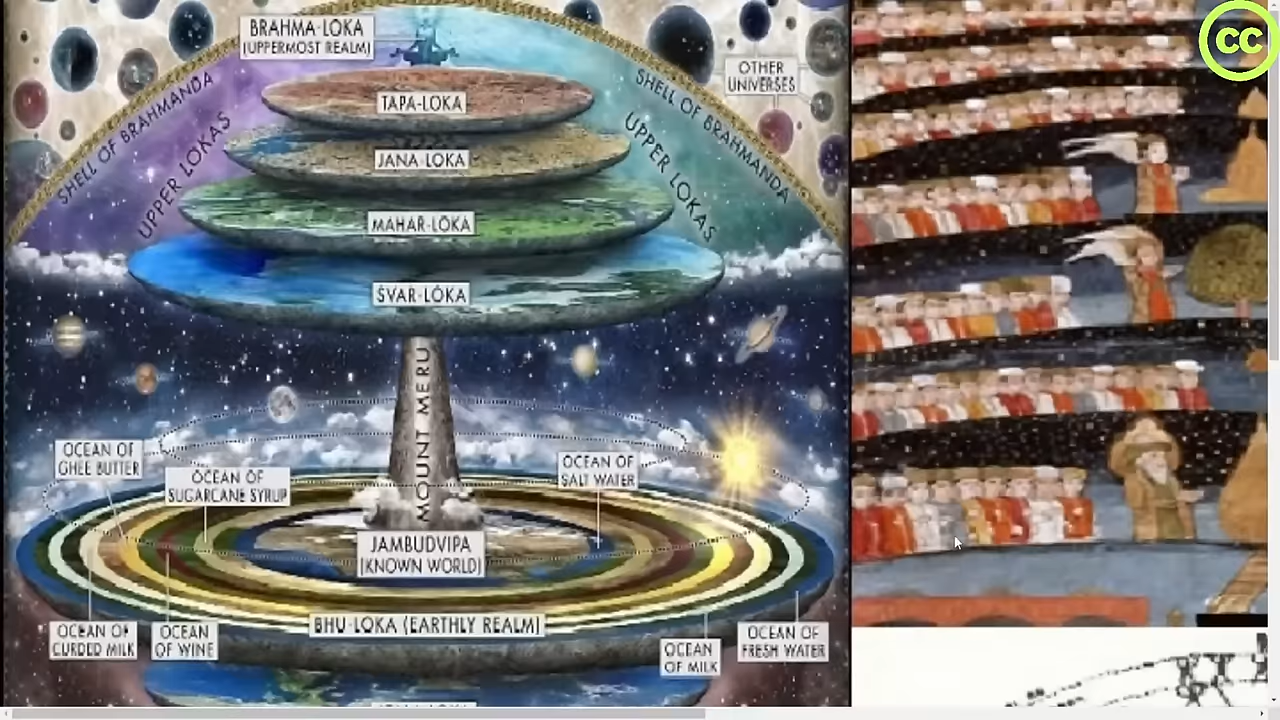 CC
BRAHMA-LOKA
(UPPERMOST REALM)
OTHER
UNIVERSES
SHELL OF BRAHMANDA
SHELL OF BRAHMANDA
UPPER LOKAS
UPPER LOKAS
TAPA-LOKA
JANA-LOKA
MAHAR-LOKA
SVAR-LOKA
MOUNT MERU
OCEAN OF
GHEE BUTTER
OCEAN OF
SUGARCANE SYRUP
OCEAN OF
SALT WATER
JAMBUDVIPA
(KNOWN WORLD)
BHU-LOKA (EARTHLY REALM)
OCEAN OF
CURDED MILK
OCEAN
OF WINE
OCEAN
OF MILK
OCEAN OF
FRESH WATER